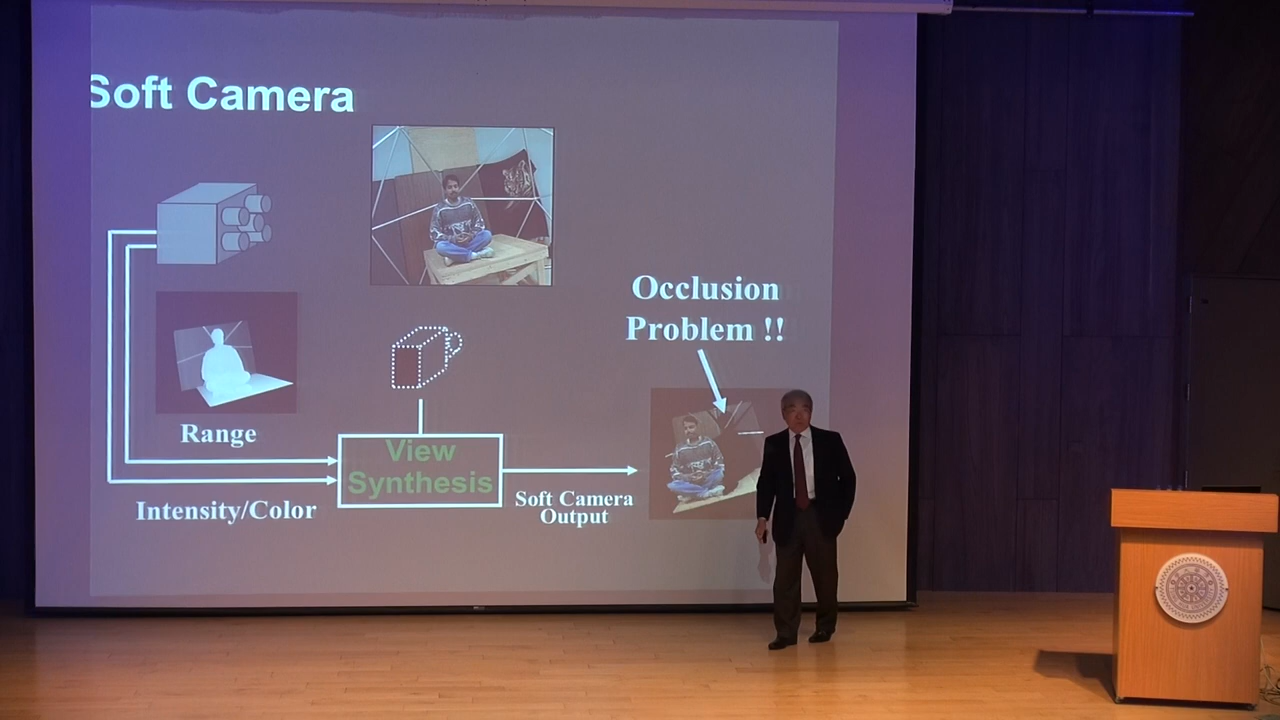 Soft Camera
Occlusion
Problem !!
Range
View
Synthesis
Intensity/Color
Soft Camera
Output